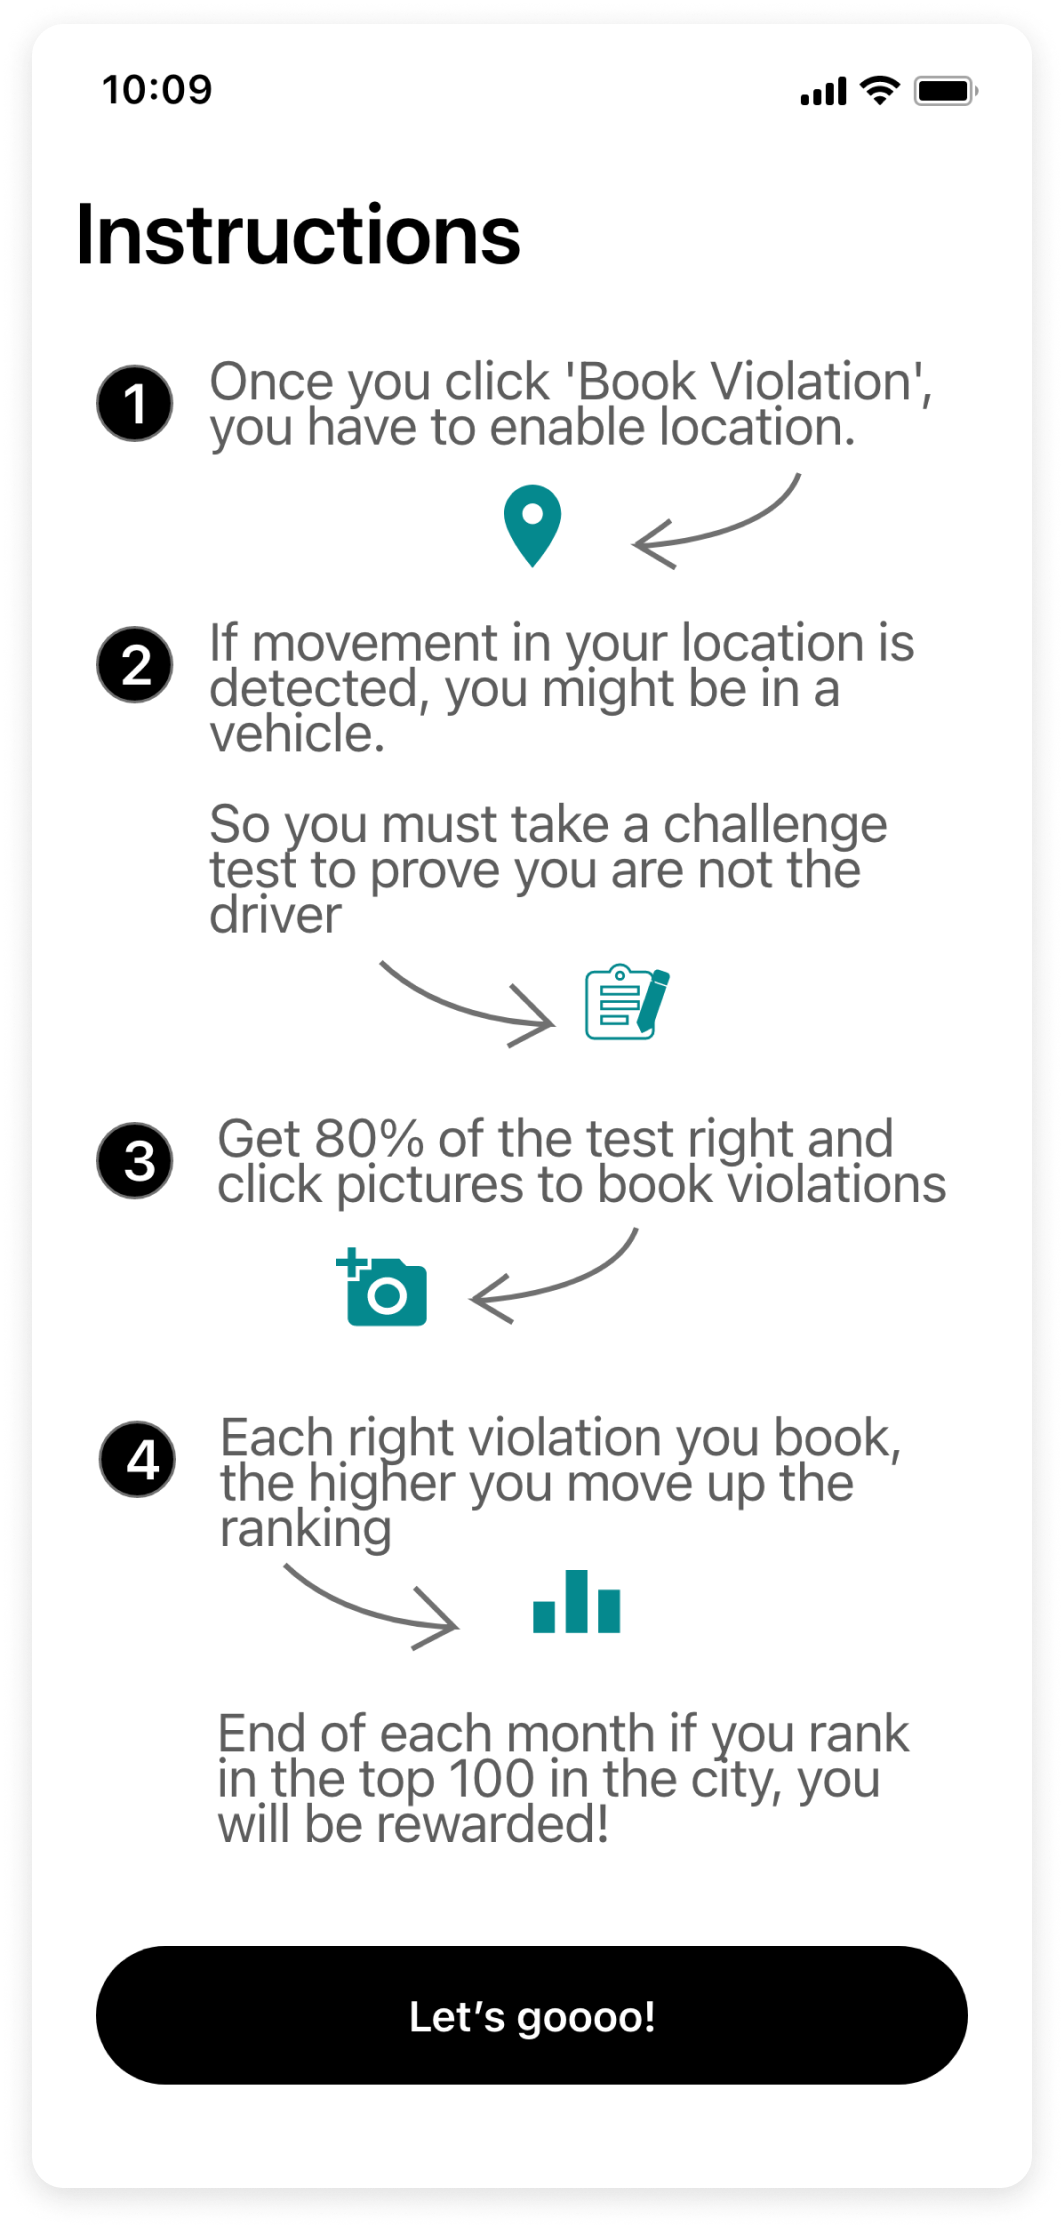 10:09
Instructions
1
Once you click 'Book Violation',
you have to enable location.
2
If movement in your location is
detected, you might be in a
vehicle.
So you must take a challenge
test to prove you are not the
driver
3
Get 80% of the test right and
click pictures to book violations
4
Each right violation you book,
the higher you move up the
ranking
End of each month if you rank
in the top 100 in the city, you
will be rewarded!
Let’s goooo!